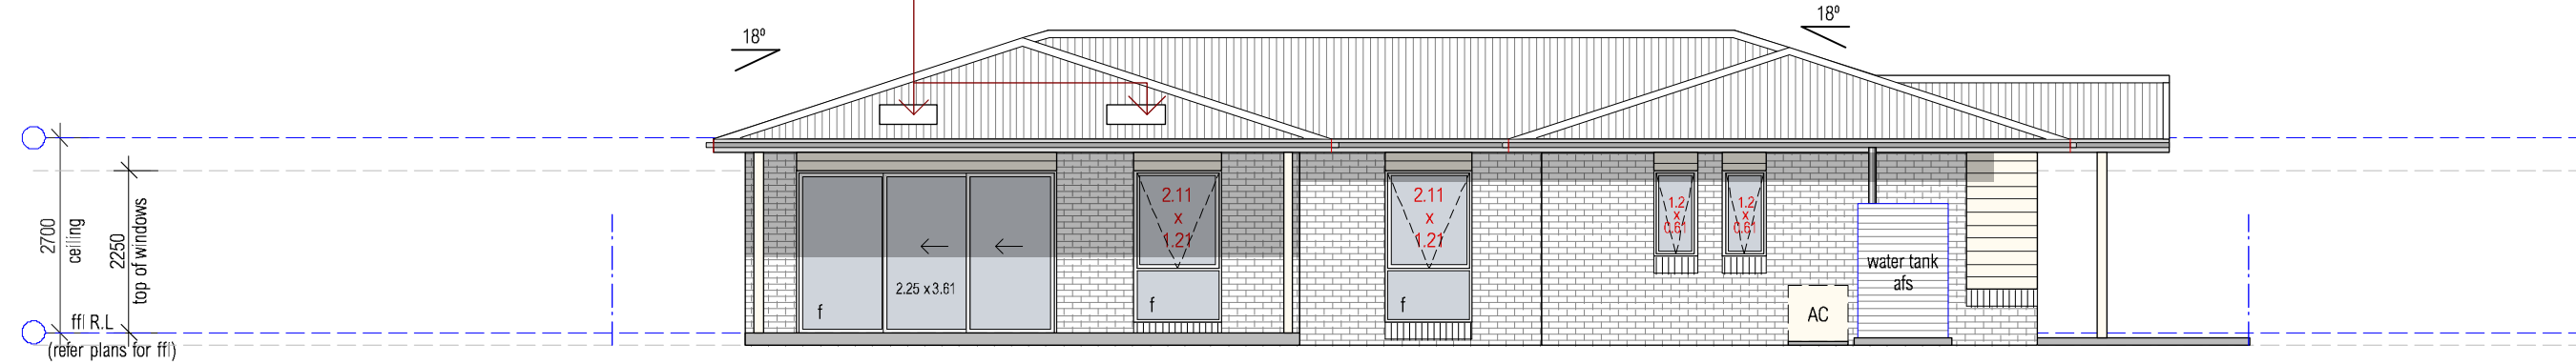 18º
18º
2700
ceiling
2250
top of windows
ffl R.L
(refer plans for ffl)
f
2.25 x 3.61
2.11
x
1.21
f
2.11
x
1.21
f
1.2
x
0.61
1.2
x
0.61
AC
water tank
afs